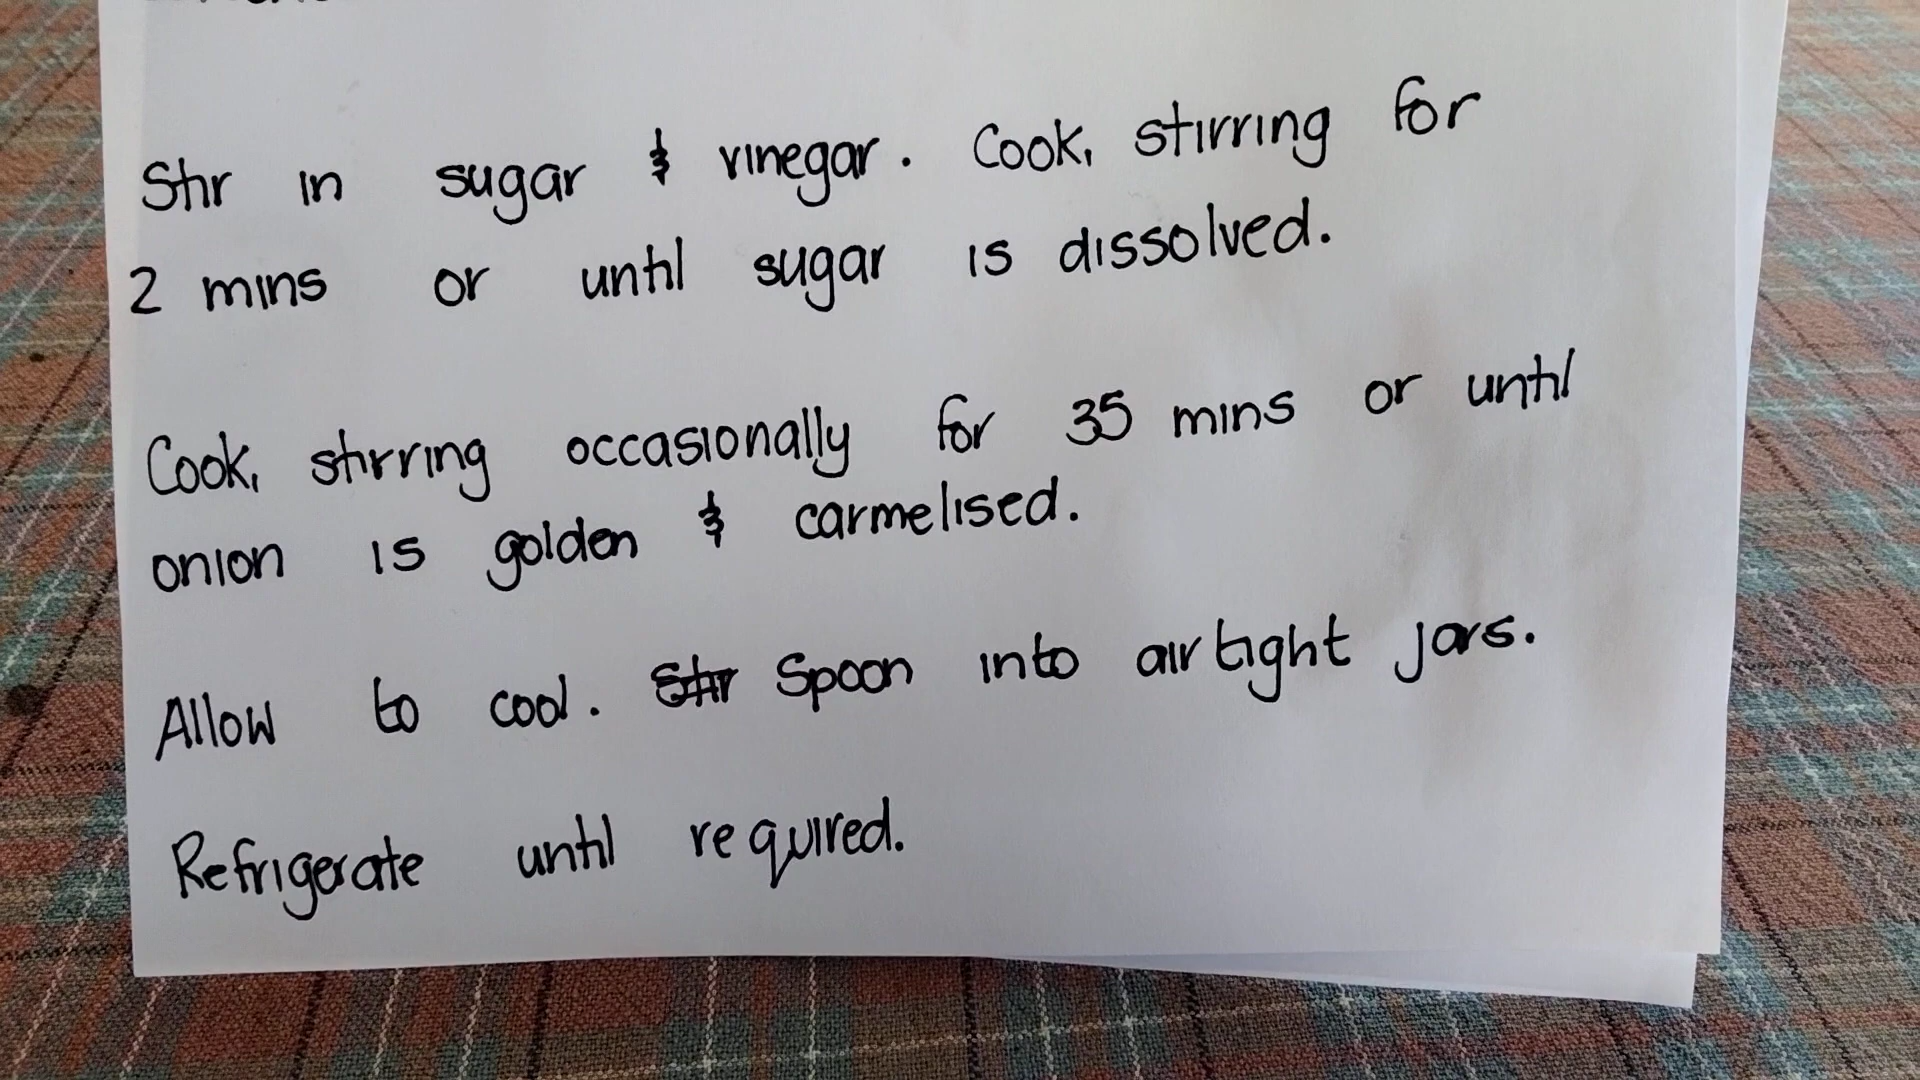 Stir in sugar & vinegar. Cook, stirring for
2 mins or until sugar is dissolved.
Cook, stirring occasionally for 35 mins or until
onion is golden & carmelised.
Allow to cool. Stir Spoon into airtight jars.
Refrigerate until required.